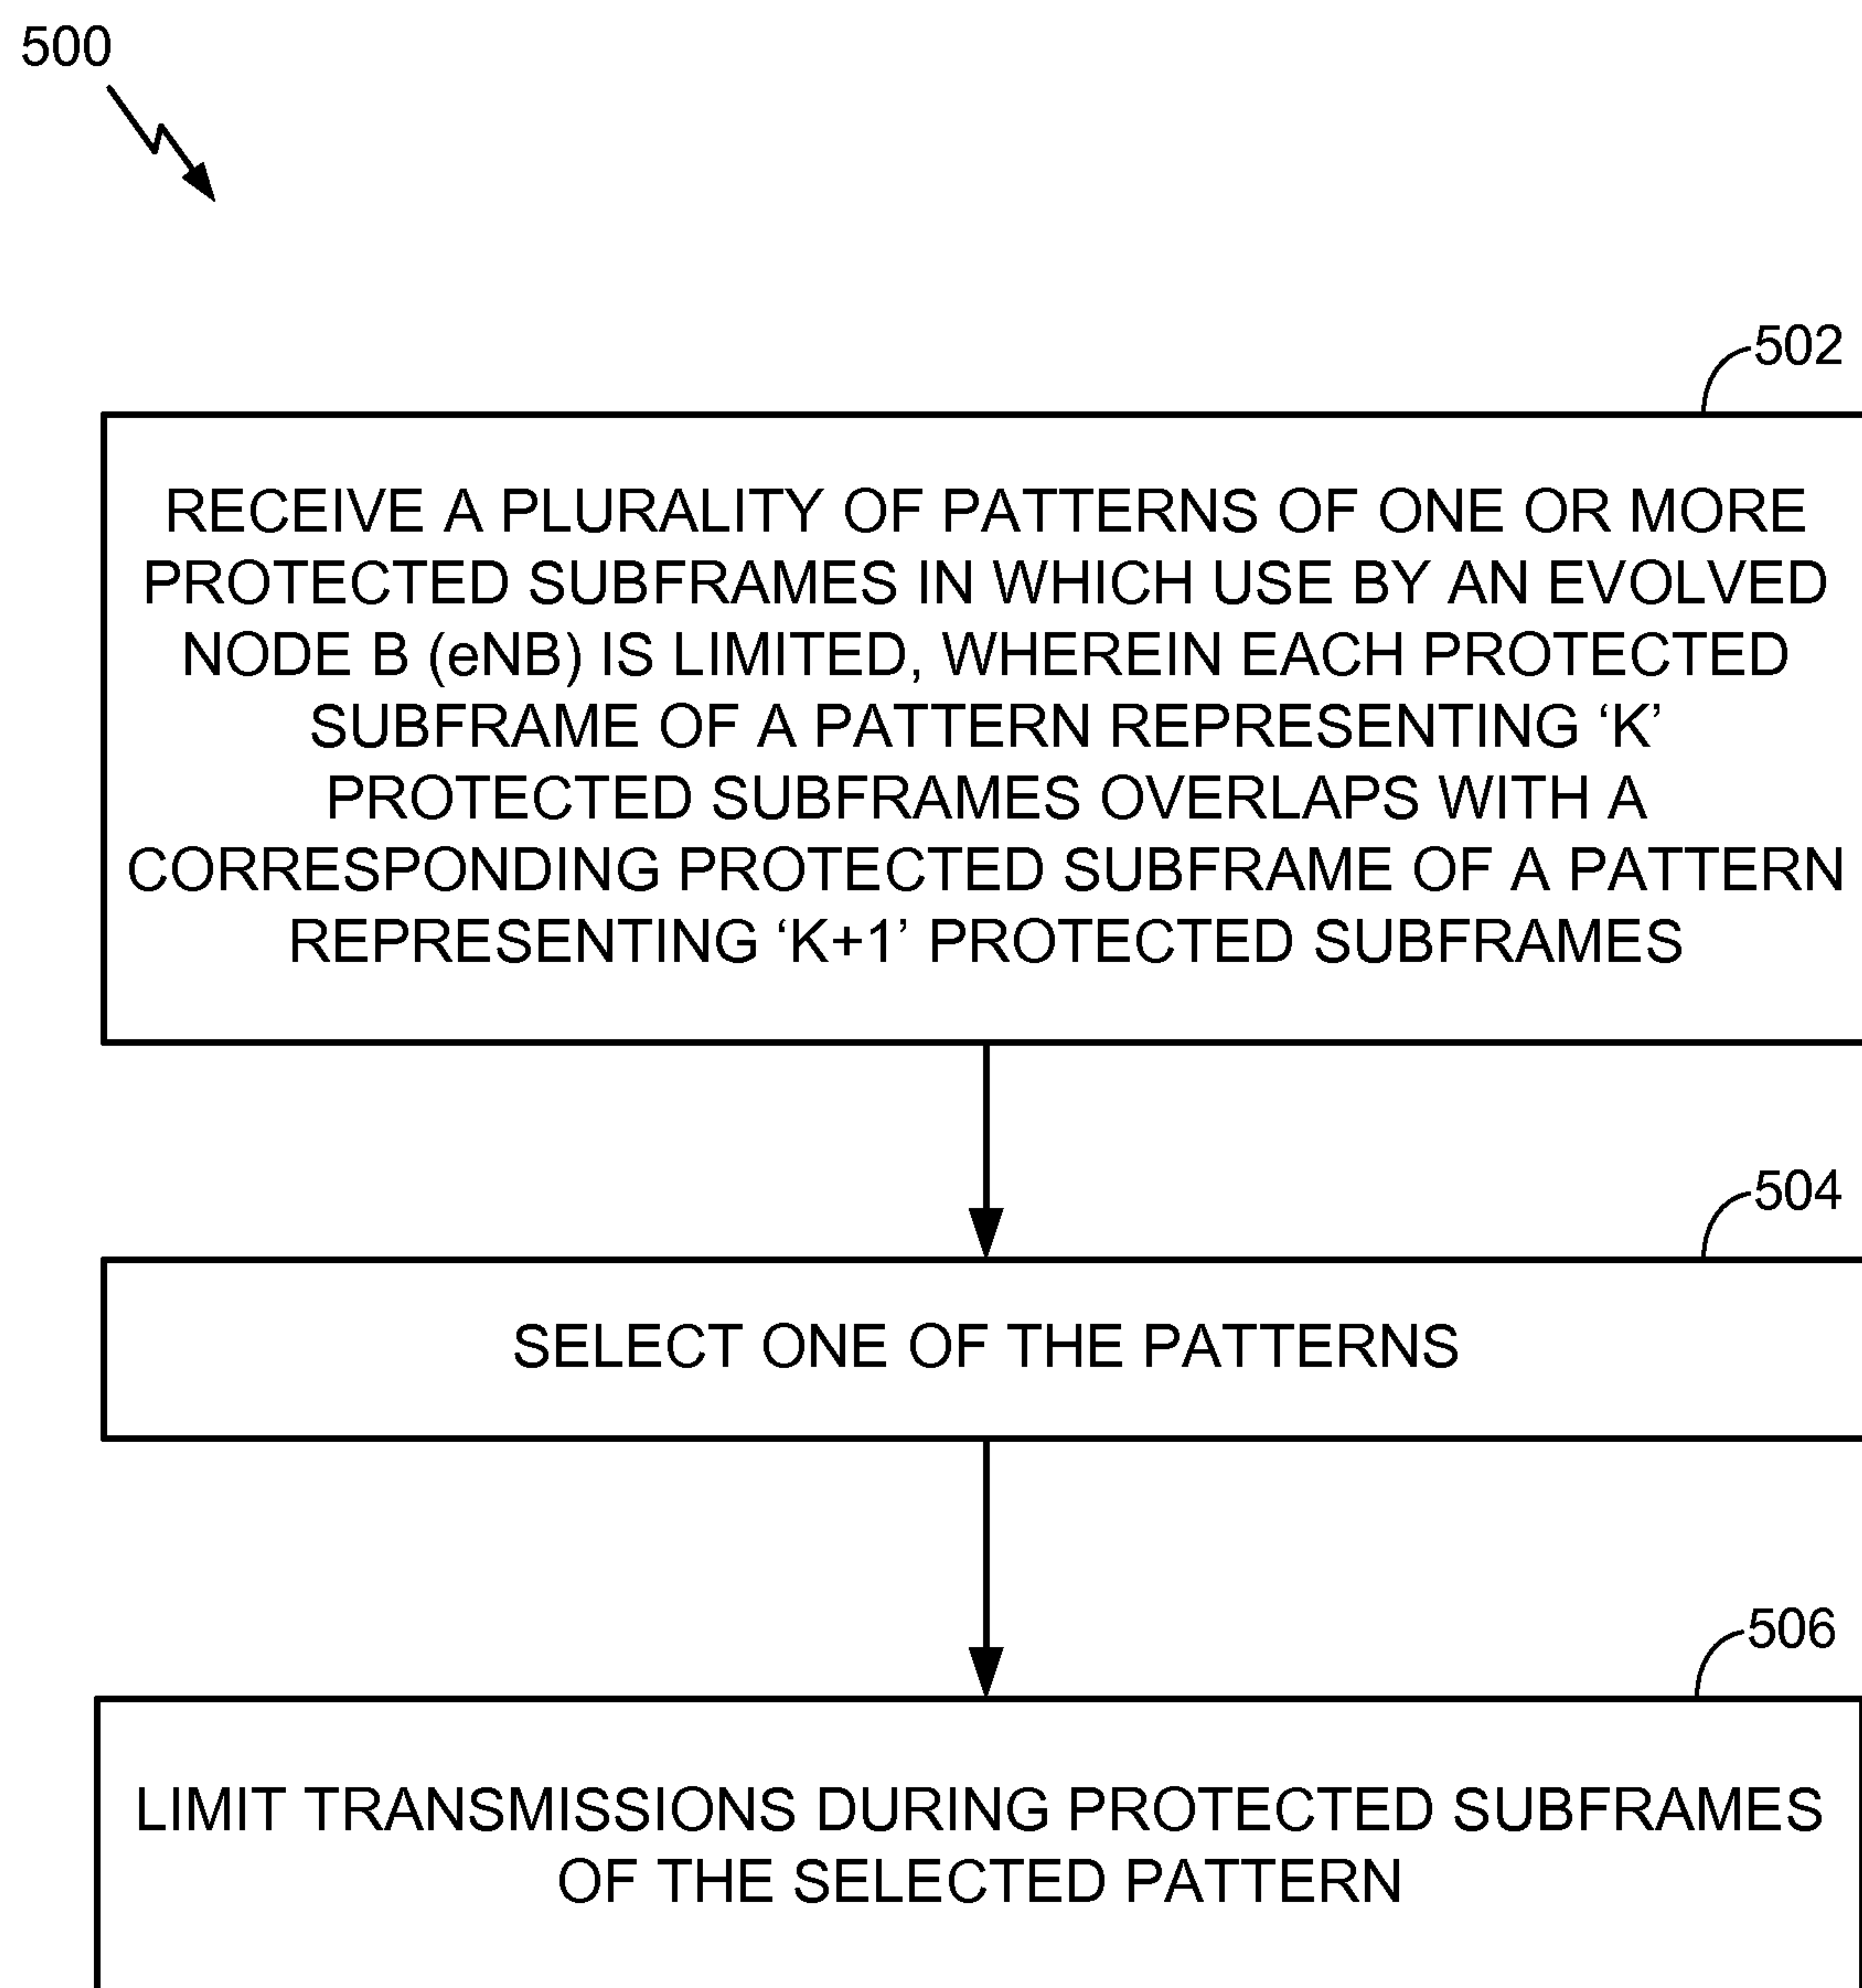 500
502
RECEIVE A PLURALITY OF PATTERNS OF ONE OR MORE
PROTECTED SUBFRAMES IN WHICH USE BY AN EVOLVED
NODE B (eNB) IS LIMITED, WHEREIN EACH PROTECTED
SUBFRAME OF A PATTERN REPRESENTING ‘K’
PROTECTED SUBFRAMES OVERLAPS WITH A
CORRESPONDING PROTECTED SUBFRAME OF A PATTERN
REPRESENTING ‘K+1’ PROTECTED SUBFRAMES
504
SELECT ONE OF THE PATTERNS
506
LIMIT TRANSMISSIONS DURING PROTECTED SUBFRAMES
OF THE SELECTED PATTERN